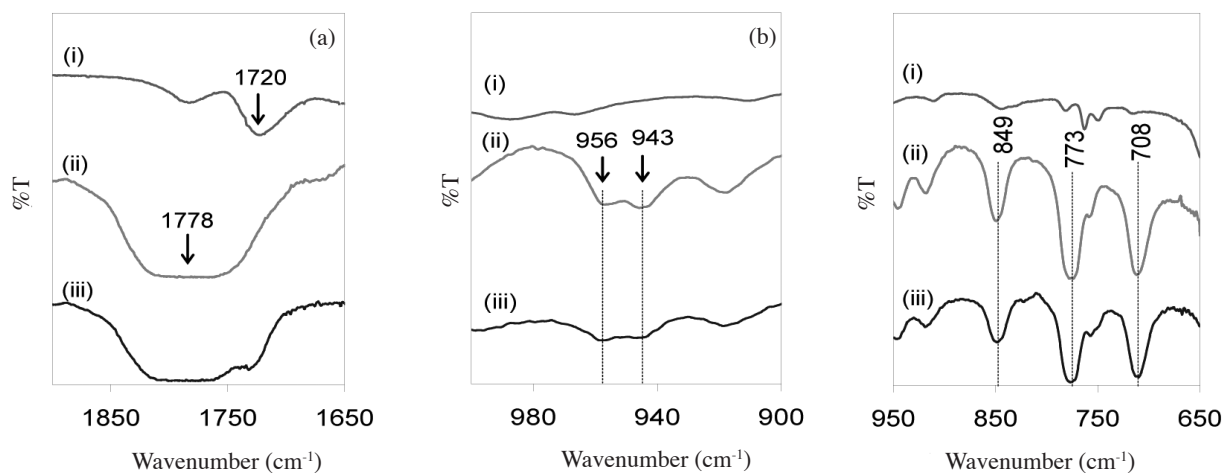 (a)
(i)
1720
(ii)
1778
(iii)
%T
1850
1750
1650
Wavenumber (cm⁻¹)
(b)
(i)
956
943
(ii)
(iii)
%T
980
940
900
Wavenumber (cm⁻¹)
(i)
849
773
708
(ii)
(iii)
%T
950
850
750
650
Wavenumber (cm⁻¹)